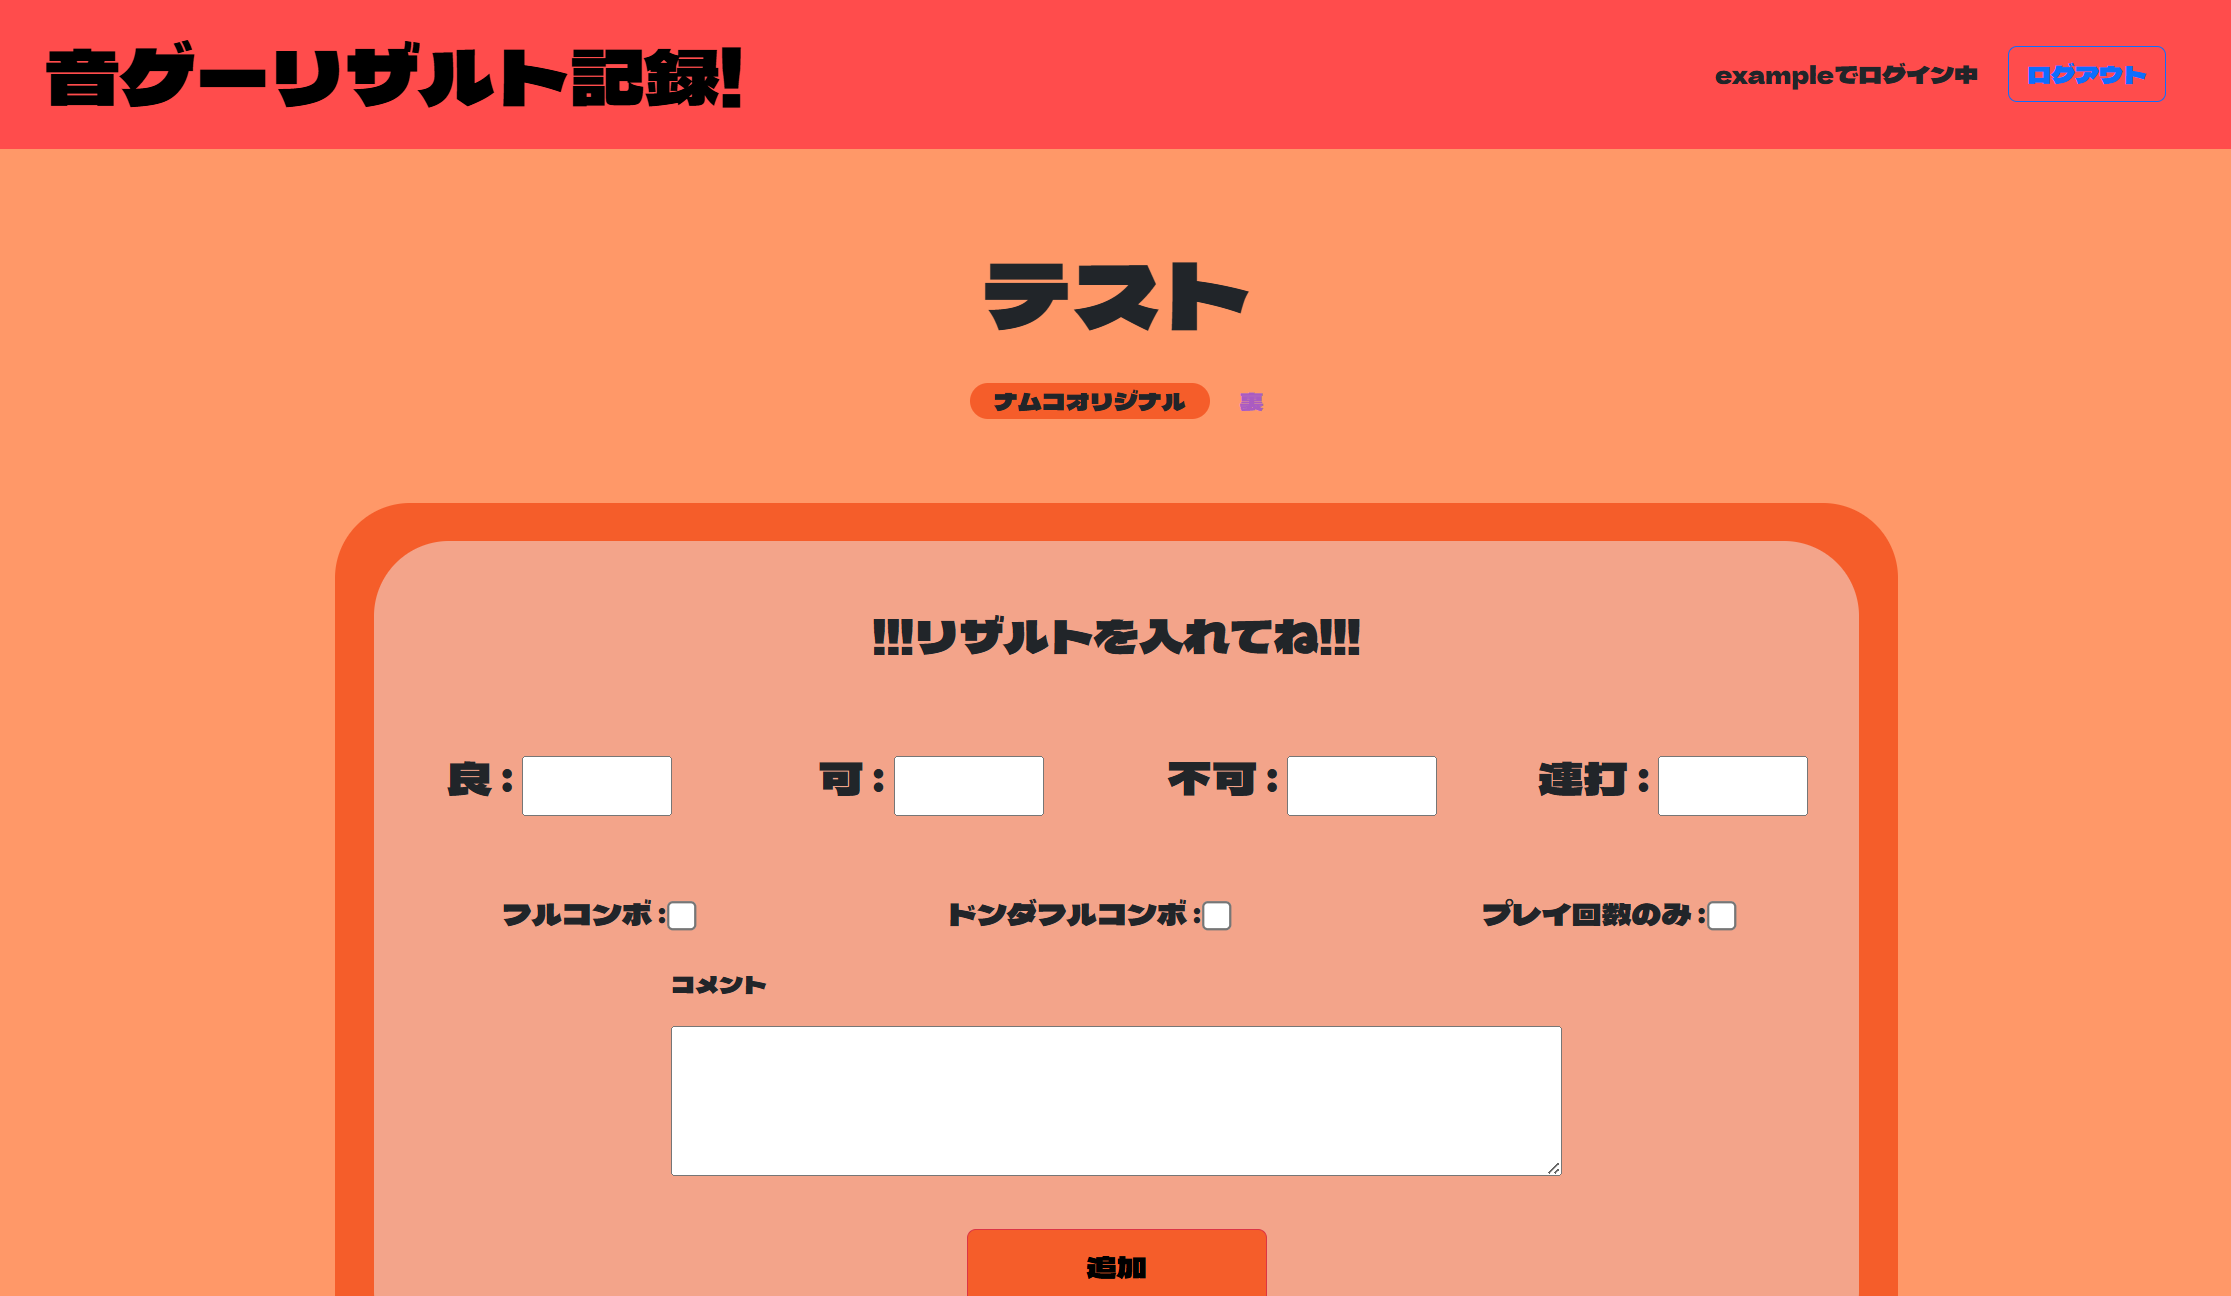 音ゲーリザルト記録!
exampleでログイン中 ログアウト
テスト
ナムコオリジナル 裏
!!!リザルトを入れてね!!!
良: 可: 不可: 連打:
フルコンボ: ドンダフルコンボ: プレイ回数のみ:
コメント
追加